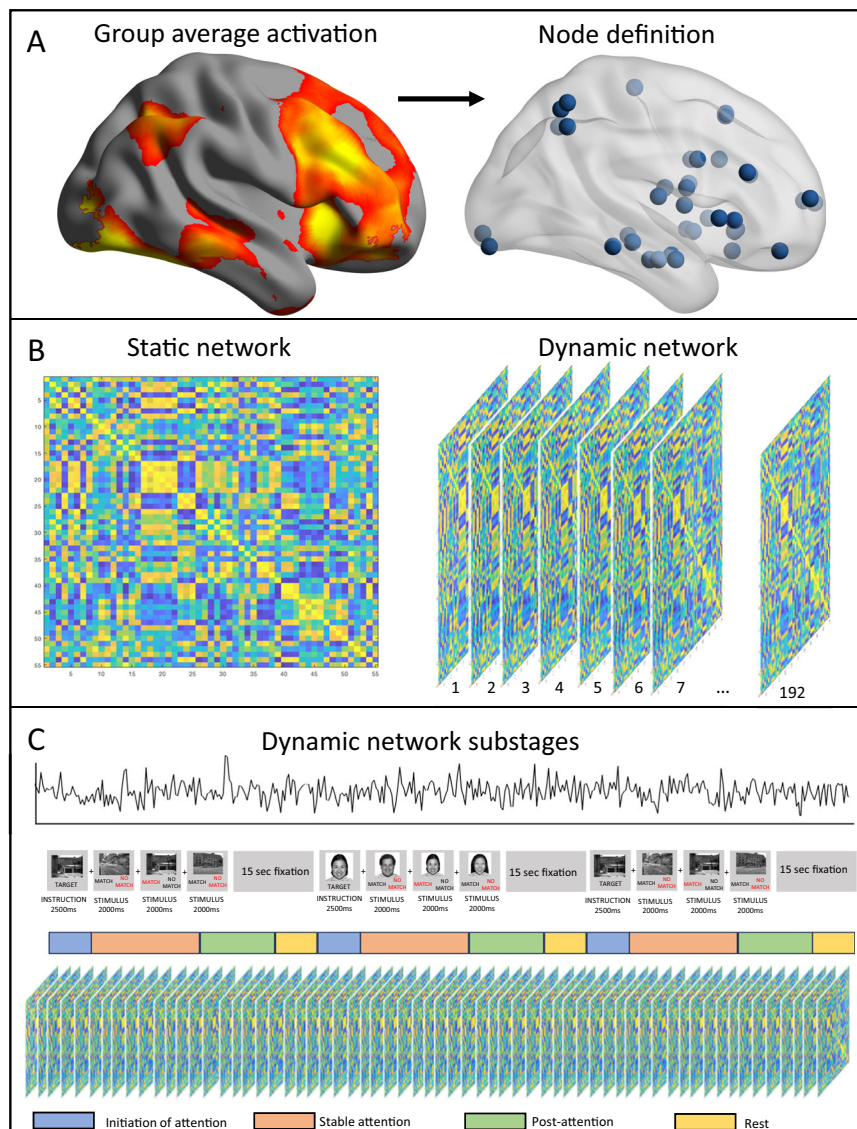 A
Group average activation
Node definition
B
Static network
Dynamic network
5
10
15
20
25
30
35
40
45
50
55
5 10 15 20 25 30 35 40 45 50 55
1 2 3 4 5 6 7 ... 192
C
Dynamic network substages
TARGET + MATCH NO MATCH + MATCH NO MATCH + MATCH NO MATCH 15 sec fixation TARGET + MATCH NO MATCH + MATCH NO MATCH + MATCH NO MATCH 15 sec fixation TARGET + MATCH NO MATCH + MATCH NO MATCH + MATCH NO MATCH 15 sec fixation
INSTRUCTION STIMULUS STIMULUS STIMULUS INSTRUCTION STIMULUS STIMULUS STIMULUS INSTRUCTION STIMULUS STIMULUS STIMULUS
2500ms 2000ms 2000ms 2000ms 2500ms 2000ms 2000ms 2000ms 2500ms 2000ms 2000ms 2000ms
Initiation of attention Stable attention Post-attention Rest